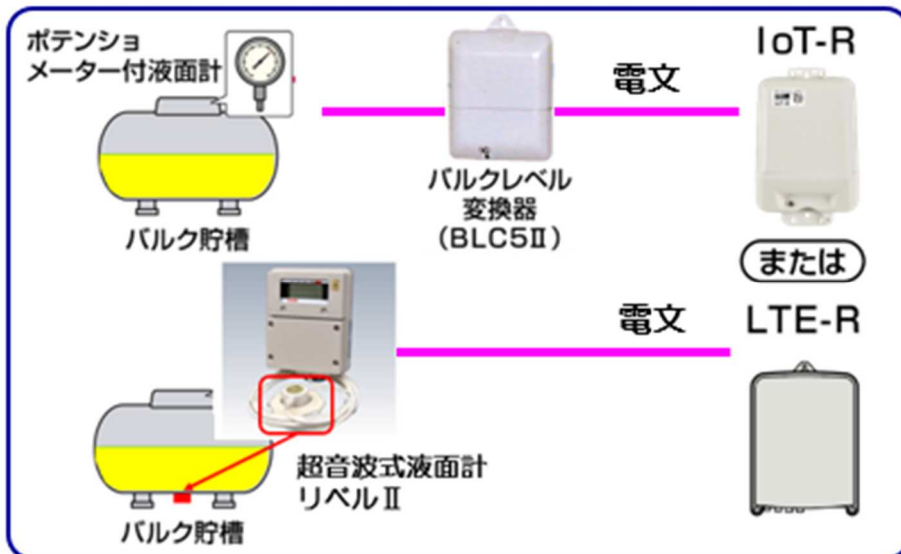 ポテンショ
メーター付液面計
電文
IoT-R
バルクレベル
変換器
(BLC5Ⅱ)
バルク貯槽
または
電文
LTE-R
超音波式液面計
リベルⅡ
バルク貯槽